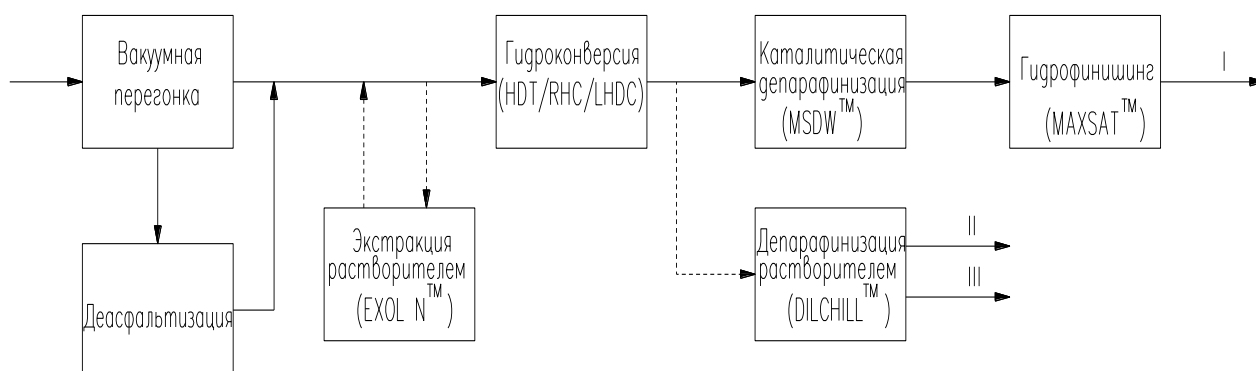 Вакуумная
перегонка
Гидроконверсия
(HDT/RHC/LHDC)
Каталитическая
депарафинизация
(MSDW™)
Гидрофинишинг
(MAXSAT™)
I
Деасфальтизация
Экстракция
растворителем
(EXOL N™)
Депарафинизация
растворителем
(DILCHILL™)
II
III